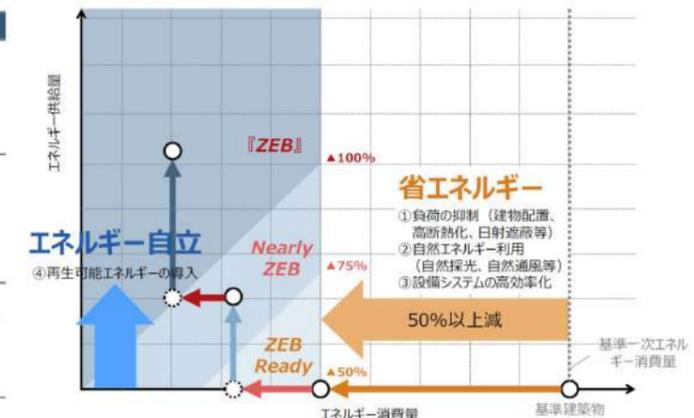 エネルギー供給量
『ZEB』
▲100%
省エネルギー
①負荷の抑制（建物配置、
高断熱化、日射遮蔽等）
②自然エネルギー利用
（自然採光、自然通風等）
③設備システムの高効率化
エネルギー自立
④再生可能エネルギーの導入
Nearly
ZEB
▲75%
50%以上減
ZEB
Ready
▲50%
基準一次エネル
ギー消費量
エネルギー消費量
基準建築物